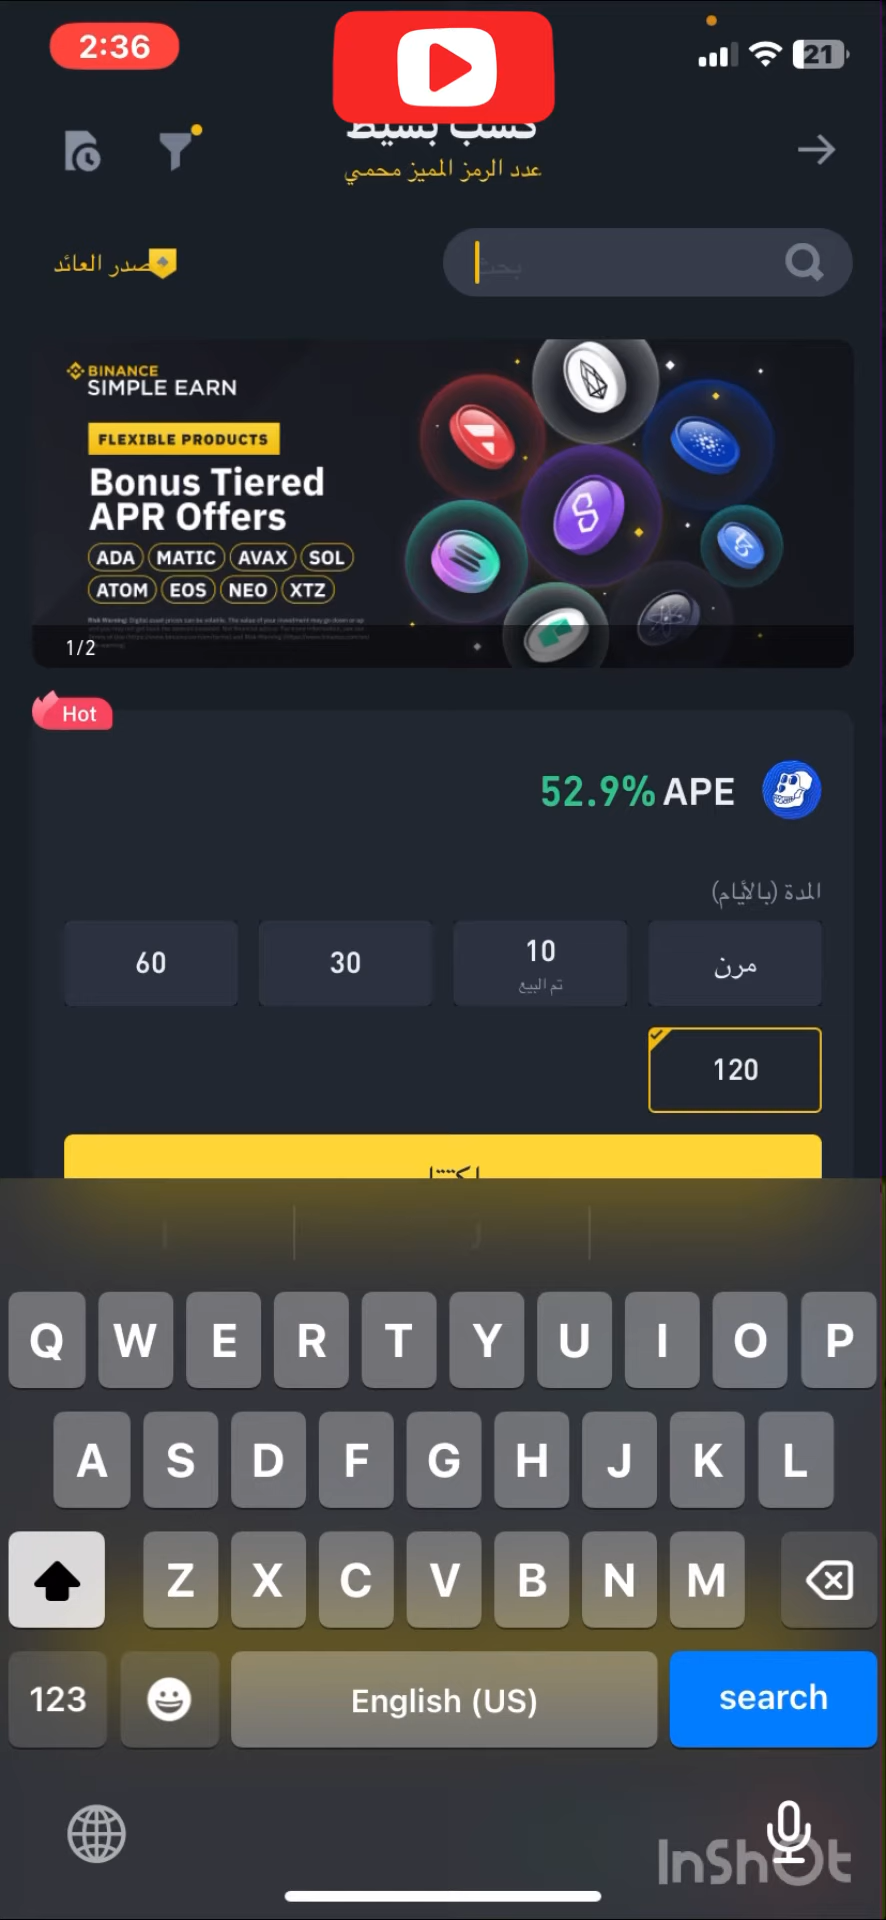 2:36
21
كسب بسيط
عدد الرمز المميز محمي
صدر العائد
بحث
BINANCE
SIMPLE EARN
FLEXIBLE PRODUCTS
Bonus Tiered
APR Offers
ADA MATIC AVAX SOL
ATOM EOS NEO XTZ
1/2
Hot
52.9% APE
المدة (بالأيام)
مرن
10
تم البيع
30
60
120
Q W E R T Y U I O P
A S D F G H J K L
Z X C V B N M
123
English (US)
search
InShOt